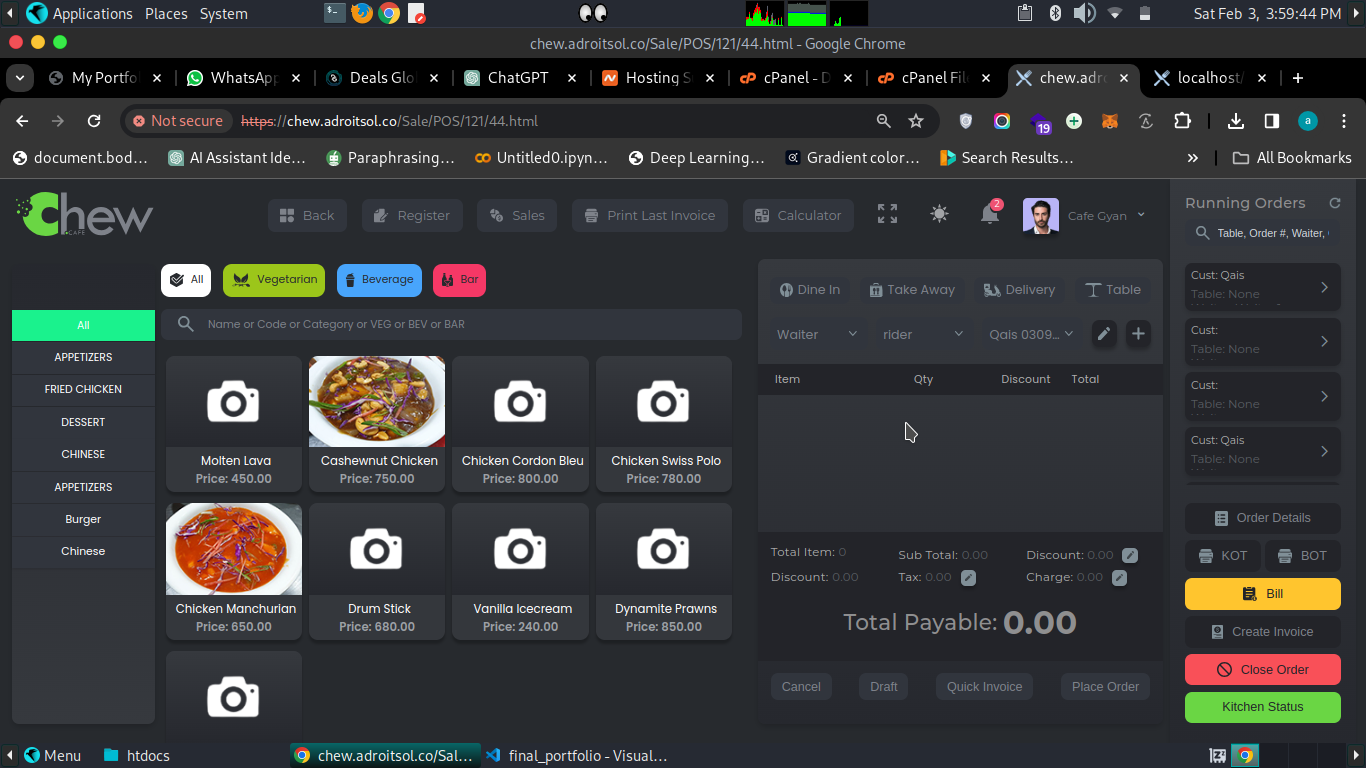 Applications Places System
Sat Feb 3, 3:59:44 PM
chew.adroitsol.co/Sale/POS/121/44.html - Google Chrome
My Portfo
WhatsApp
Deals Glo
ChatGPT
Hosting S
cPanel - D
cPanel Fil
chew.adro
localhost/
Not secure
https://chew.adroitsol.co/Sale/POS/121/44.html
19
a
document.bod...
AI Assistant Ide...
Paraphrasing...
Untitled0.ipyn...
Deep Learning...
Gradient color...
Search Results...
All Bookmarks
Chew
CAFE
Back
Register
Sales
Print Last Invoice
Calculator
2
Cafe Gyan
All
Vegetarian
Beverage
Bar
Name or Code or Category or VEG or BEV or BAR
All
APPETIZERS
FRIED CHICKEN
DESSERT
CHINESE
APPETIZERS
Burger
Chinese
Molten Lava
Price: 450.00
Cashewnut Chicken
Price: 750.00
Chicken Cordon Bleu
Price: 800.00
Chicken Swiss Polo
Price: 780.00
Chicken Manchurian
Price: 650.00
Drum Stick
Price: 680.00
Vanilla Icecream
Price: 240.00
Dynamite Prawns
Price: 850.00
Dine In
Take Away
Delivery
Table
Waiter
rider
Qais 0309...
Item Qty Discount Total
Total Item: 0
Sub Total: 0.00
Discount: 0.00
Discount: 0.00
Tax: 0.00
Charge: 0.00
Total Payable: 0.00
Cancel
Draft
Quick Invoice
Place Order
Running Orders
Table, Order #, Waiter,
Cust: Qais
Table: None
Cust:
Table: None
Cust:
Table: None
Cust: Qais
Table: None
Order Details
KOT
BOT
Bill
Create Invoice
Close Order
Kitchen Status
Menu
htdocs
chew.adroitsol.co/Sal...
final_portfolio - Visual...